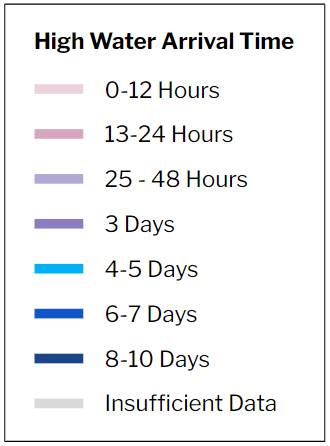 High Water Arrival Time
0-12 Hours
13-24 Hours
25 - 48 Hours
3 Days
4-5 Days
6-7 Days
8-10 Days
Insufficient Data